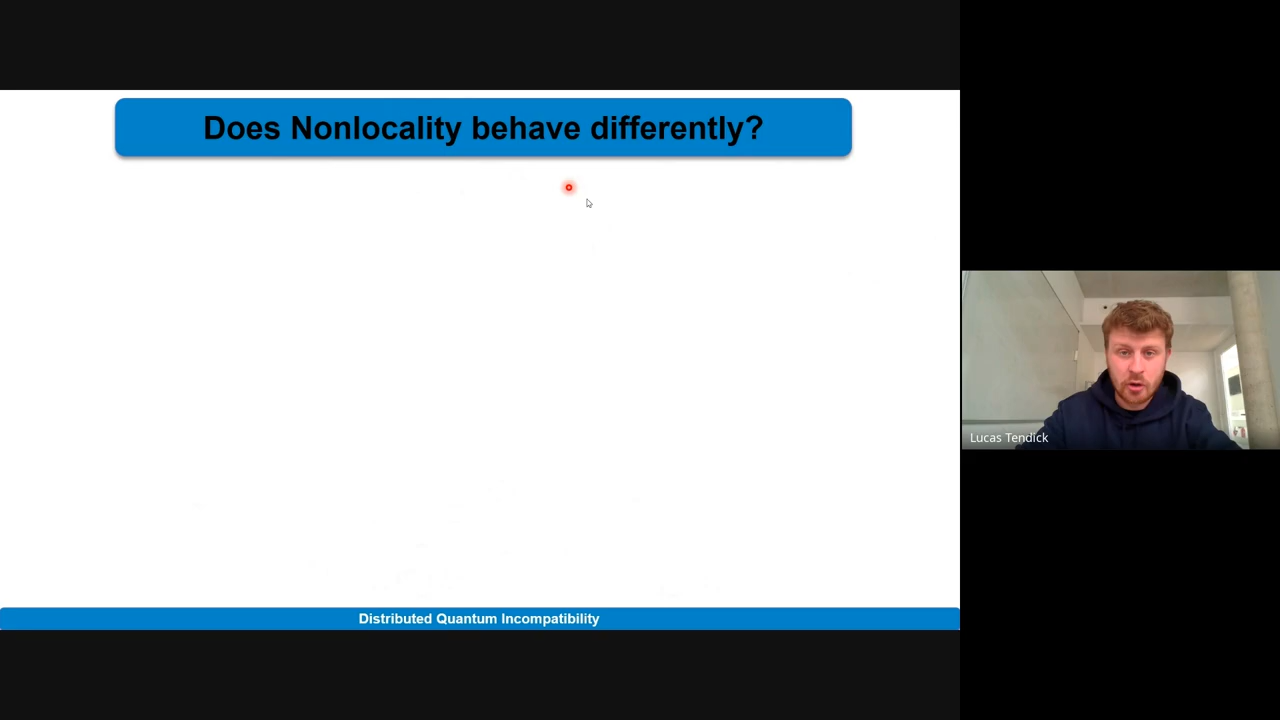 Does Nonlocality behave differently?
Lucas Tendick
Distributed Quantum Incompatibility